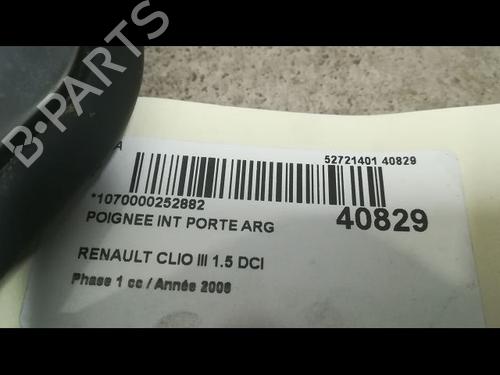 52721401 40829
A
*1070000252882
POIGNEE INT PORTE ARG
40829
RENAULT CLIO III 1.5 DCI
Phase 1 cc / Année 2006
B-PARTS